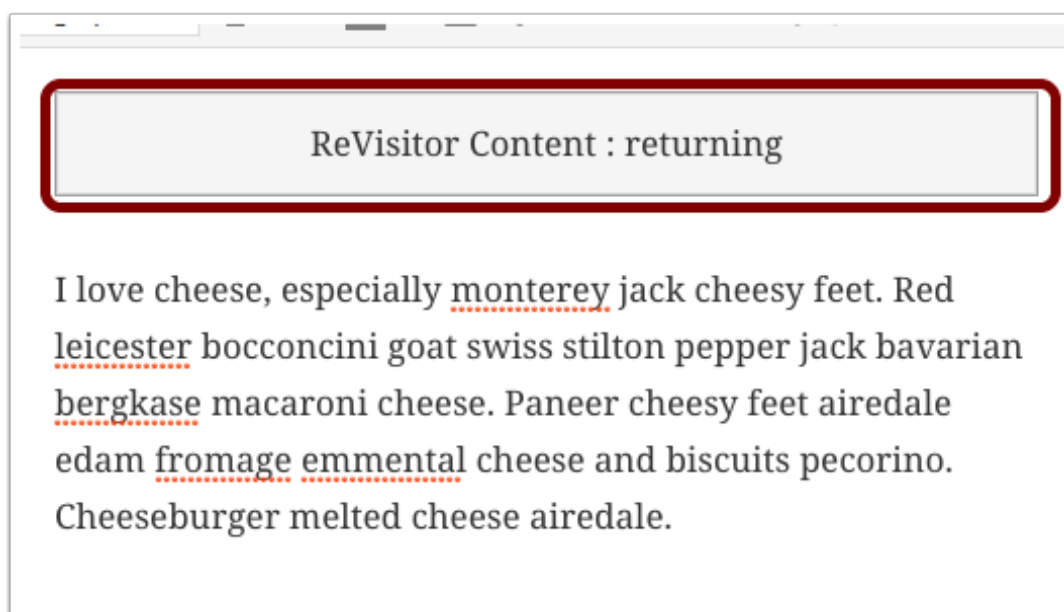 ReVisitor Content : returning
I love cheese, especially monterey jack cheesy feet. Red
leicester bocconcini goat swiss stilton pepper jack bavarian
bergkase macaroni cheese. Paneer cheesy feet airedale
edam fromage emmental cheese and biscuits pecorino.
Cheeseburger melted cheese airedale.